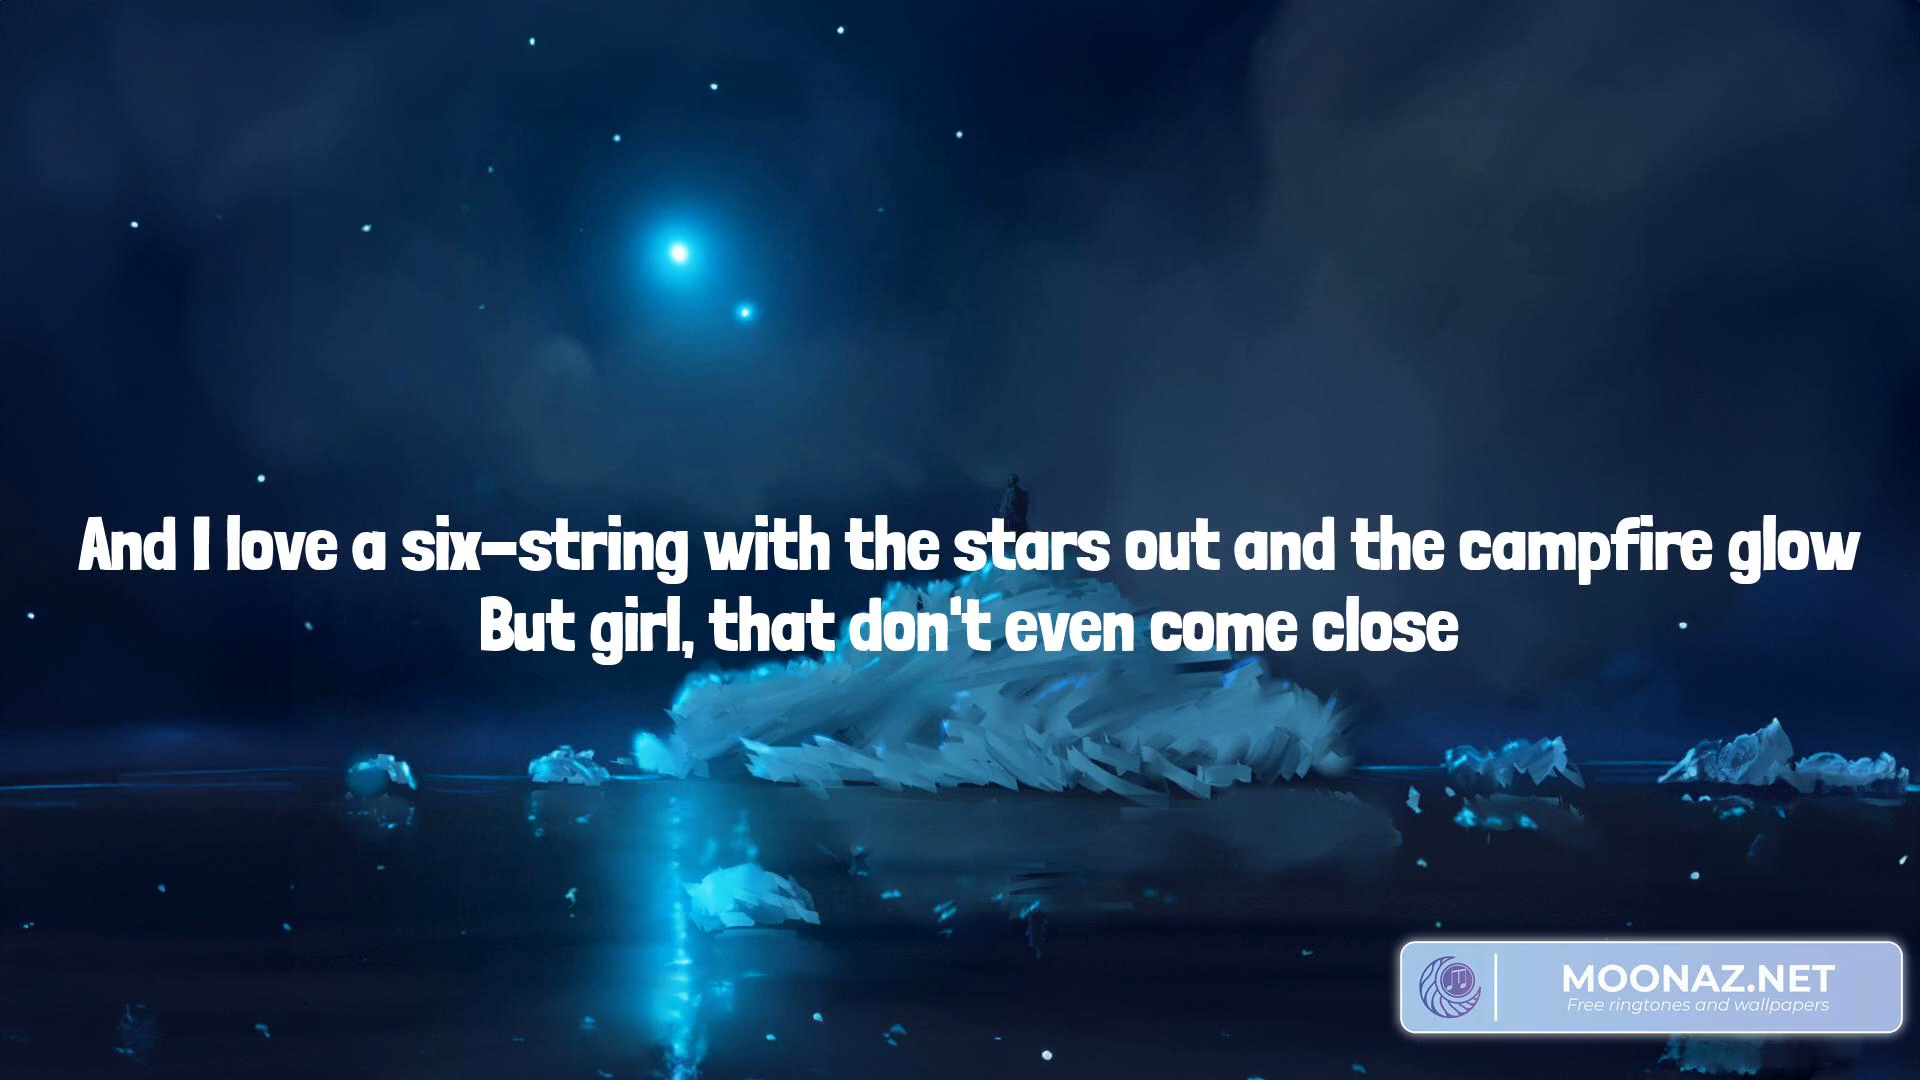 And I love a six-string with the stars out and the campfire glow
But girl, that don't even come close
MOONAZ.NET
Free ringtones and wallpapers